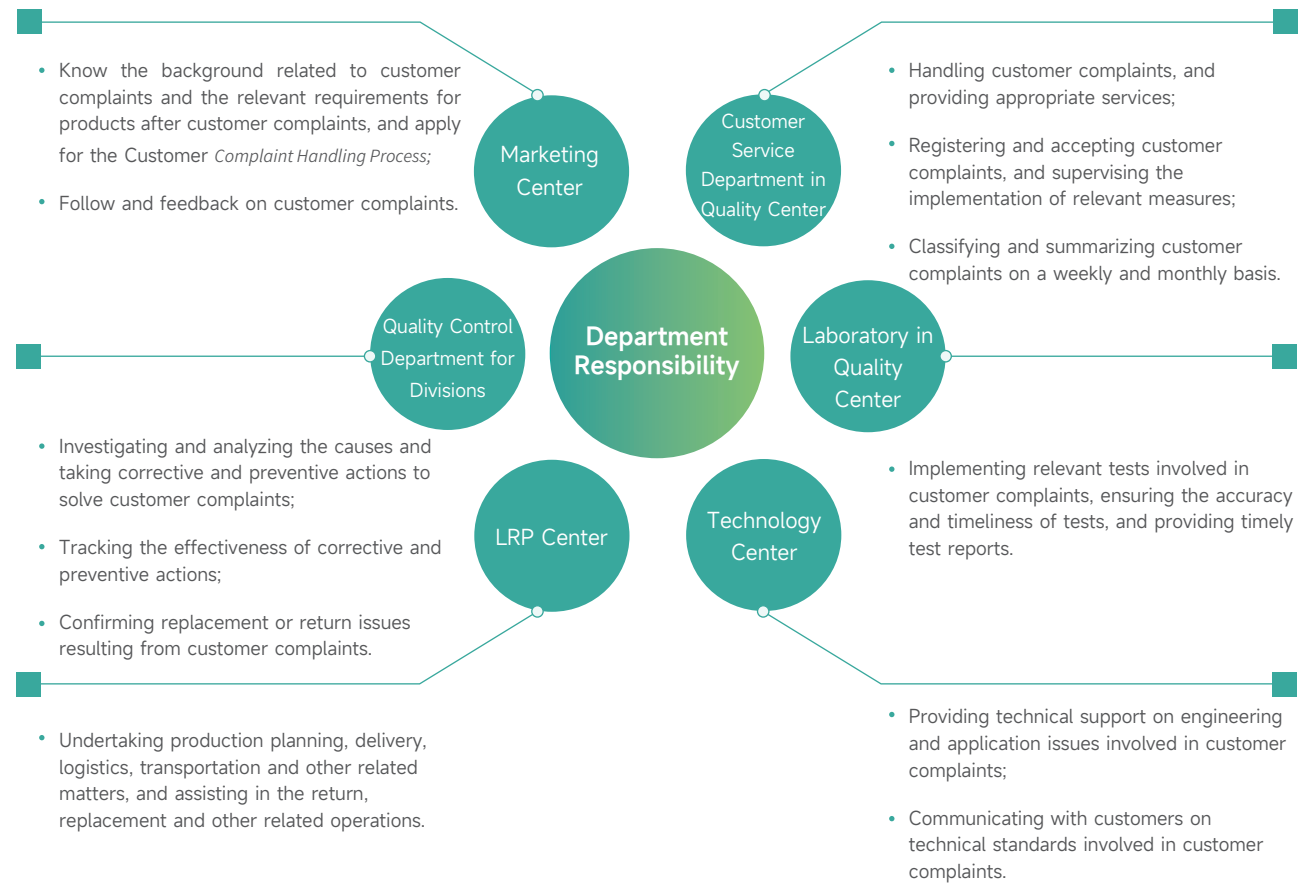 Know the background related to customer
complaints and the relevant requirements for
products after customer complaints, and apply
for the Customer Complaint Handling Process;
Follow and feedback on customer complaints.
Marketing
Center
Customer
Service
Department in
Quality Center
Handling customer complaints, and
providing appropriate services;
Registering and accepting customer
complaints, and supervising the
implementation of relevant measures;
Classifying and summarizing customer
complaints on a weekly and monthly basis.
Quality Control
Department for
Divisions
Department
Responsibility
Laboratory in
Quality
Center
Investigating and analyzing the causes and
taking corrective and preventive actions to
solve customer complaints;
Tracking the effectiveness of corrective and
preventive actions;
Confirming replacement or return issues
resulting from customer complaints.
LRP Center
Technology
Center
Implementing relevant tests involved in
customer complaints, ensuring the accuracy
and timeliness of tests, and providing timely
test reports.
Undertaking production planning, delivery,
logistics, transportation and other related
matters, and assisting in the return,
replacement and other related operations.
Providing technical support on engineering
and application issues involved in customer
complaints;
Communicating with customers on
technical standards involved in customer
complaints.